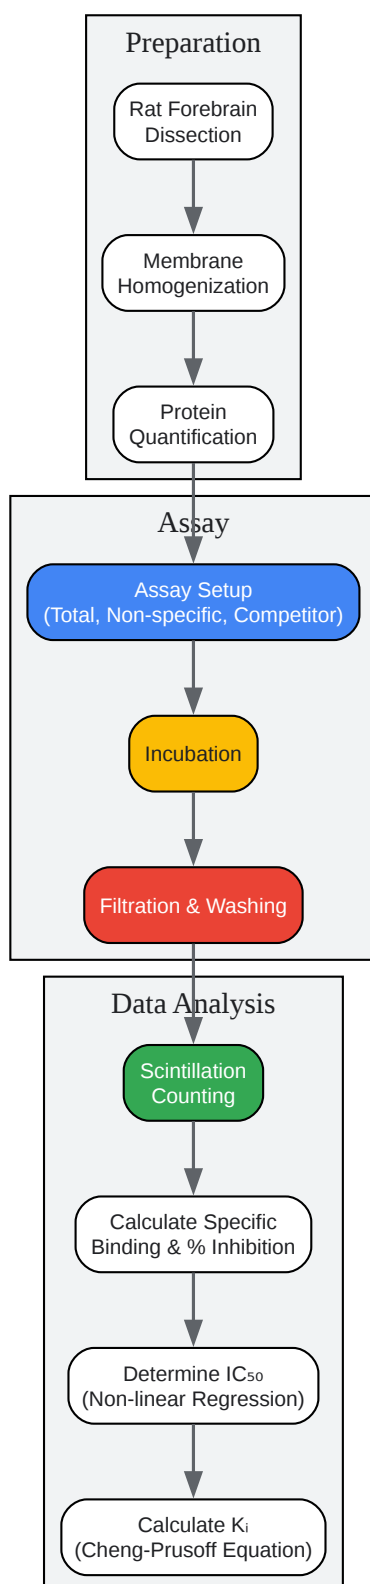 Preparation
Rat Forebrain
Dissection
Membrane
Homogenization
Protein
Quantification
Assay
Assay Setup
(Total, Non-specific, Competitor)
Incubation
Filtration & Washing
Data Analysis
Scintillation
Counting
Calculate Specific
Binding & % Inhibition
Determine IC₅₀
(Non-linear Regression)
Calculate Kᵢ
(Cheng-Prusoff Equation)